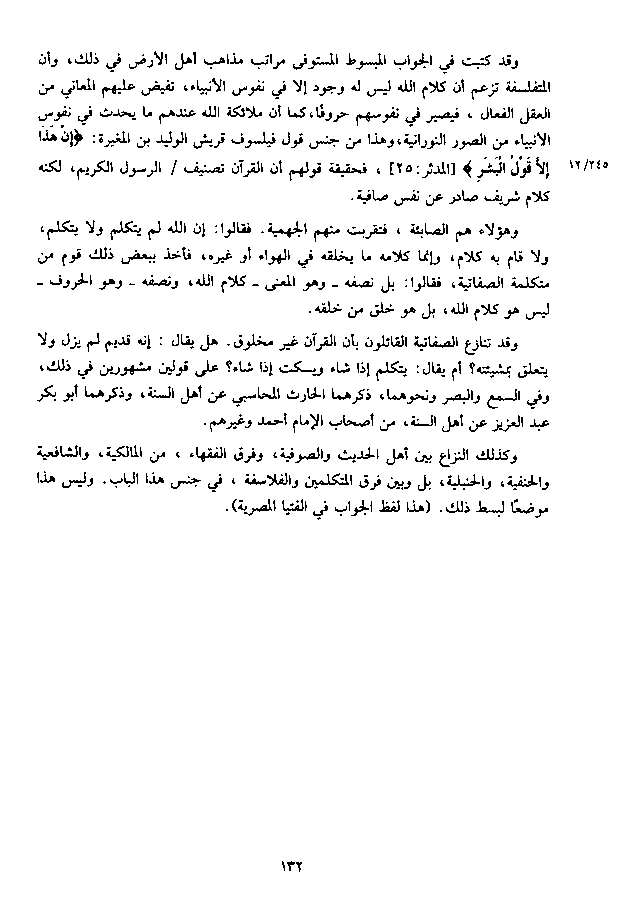 وقد كتبت في الجواب المبسوط المستوفى مراتب مذاهب أهل الأرض في ذلك، وأن
المتفلسفة تزعم أن كلام الله ليس له وجود إلا في نفوس الأنبياء، تفيض عليهم المعاني من
العقل الفعال ، فيصير في نفوسهم حروفًا،كما أن ملائكة الله عندهم ما يحدث في نفوس
الأنبياء من الصور النورانية،وهذا من جنس قول فيلسوف قريش الوليد بن المغيرة: ﴿إِنْ هَذَا
إِلاَّ قَوْلُ الْبَشَرِ ﴾ [المدثر:٢٥] ، فحقيقة قولهم أن القرآن تصنيف / الرسول الكريم، لكنه
١٢/٢٤٥
كلام شريف صادر عن نفس صافية.
وهؤلاء هم الصابئة ، فتقربت منهم الجهمية. فقالوا: إن الله لم يتكلم ولا يتكلم،
ولا قام به كلام، وإنما كلامه ما يخلقه في الهواء أو غيره، فأخذ ببعض ذلك قوم من
متكلمة الصفاتية، فقالوا: بل نصفه ـ وهو المعنى ـ كلام الله، ونصفه ـ وهو الحروف ـ
ليس هو كلام الله، بل هو خلق من خلقه.
وقد تنازع الصفاتية القائلون بأن القرآن غير مخلوق. هل يقال : إنه قديم لم يزل ولا
يتعلق بمشيئته؟ أم يقال: يتكلم إذا شاء ويسكت إذا شاء؟ على قولين مشهورين في ذلك،
وفي السمع والبصر ونحوهما، ذكرهما الحارث المحاسبي عن أهل السنة، وذكرهما أبو بكر
عبد العزيز عن أهل السنة، من أصحاب الإمام أحمد وغيرهم.
وكذلك النزاع بين أهل الحديث والصوفية، وفرق الفقهاء ، من المالكية، والشافعية
والحنفية، والحنبلية، بل وبين فرق المتكلمين والفلاسفة ، في جنس هذا الباب. وليس هذا
موضعًا لبسط ذلك. (هذا لفظ الجواب في الفتيا المصرية).
١٣٢